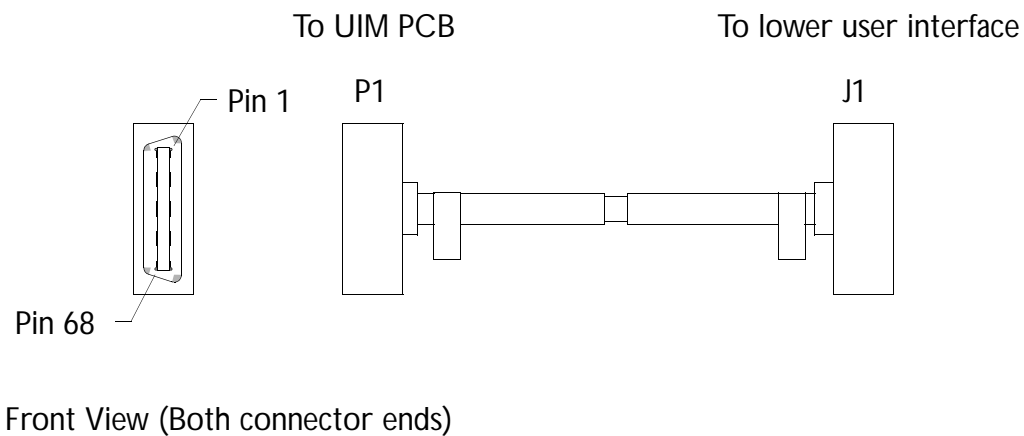 To UIM PCB
To lower user interface
Pin 1
P1
J1
Pin 68
Front View (Both connector ends)